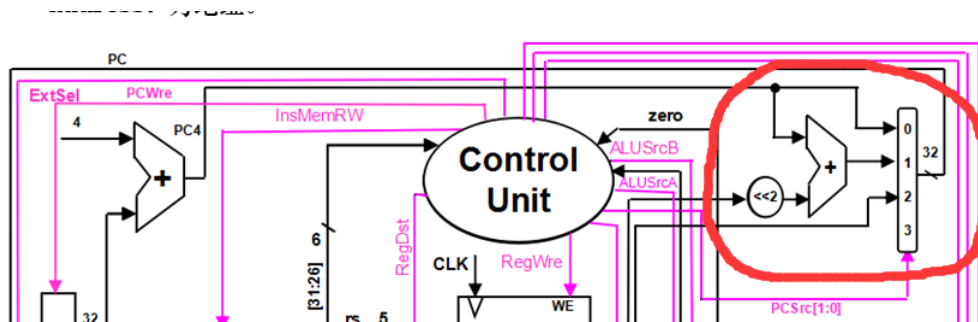 PC
ExtSel
PCWre
4
PC4
InsMemRW
zero
0
32
ALUSrcB
1
Control
Unit
+
+
ALUSrcA
<<2
2
6
3
RegDst
[31:26]
CLK
RegWre
PCSrc[1:0]
32
rs
5
WE